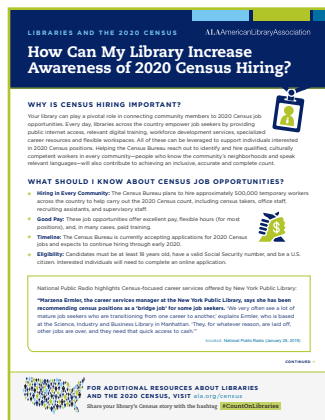 LIBRARIES AND THE 2020 CENSUS
ALAAmericanLibraryAssociation
How Can My Library Increase
Awareness of 2020 Census Hiring?
WHY IS CENSUS HIRING IMPORTANT?
Your library can play a pivotal role in connecting community members to 2020 Census job
opportunities. Every day, libraries across the country empower job seekers by providing
public internet access, relevant digital training, workforce development services, specialized
career resources and flexible workspaces. All of these can be leveraged to support individuals interested
in 2020 Census positions. Helping the Census Bureau reach out to identify and hire qualified, culturally
competent workers in every community—people who know the community's neighborhoods and speak
relevant languages—will also contribute to achieving an inclusive, accurate and complete count.
WHAT SHOULD I KNOW ABOUT CENSUS JOB OPPORTUNITIES?
Hiring in Every Community: The Census Bureau plans to hire approximately 500,000 temporary workers
across the country to help carry out the 2020 Census count, including census takers, office staff,
recruiting assistants, and supervisory staff.
Good Pay: These job opportunities offer excellent pay, flexible hours (for most
positions), and in many cases, paid training.
Timeline: The Census Bureau is currently accepting applications for 2020 Census
jobs and expects to continue hiring through early 2020.
Eligibility: Candidates must be at least 18 years old, have a valid Social Security number, and be a U.S.
citizen. Interested individuals will need to complete an online application.
National Public Radio highlights Census-focused career services offered by New York Public Library:
"Marzena Ermler, the career services manager at the New York Public Library, says she has been
recommending census positions as a 'bridge job' for some job seekers. 'We very often see a lot of
mature job seekers who are transitioning from one career to another,' explains Ermler, who is based
at the Science, Industry and Business Library in Manhattan. 'They, for whatever reason, are laid off,
other jobs are over, and they need that quick access to cash.'"
SOURCE: National Public Radio (January 28, 2019)
CONTINUED
FOR ADDITIONAL RESOURCES ABOUT LIBRARIES
AND THE 2020 CENSUS, VISIT ala.org/census
Share your library's Census story with the hashtag #CountOnLibraries